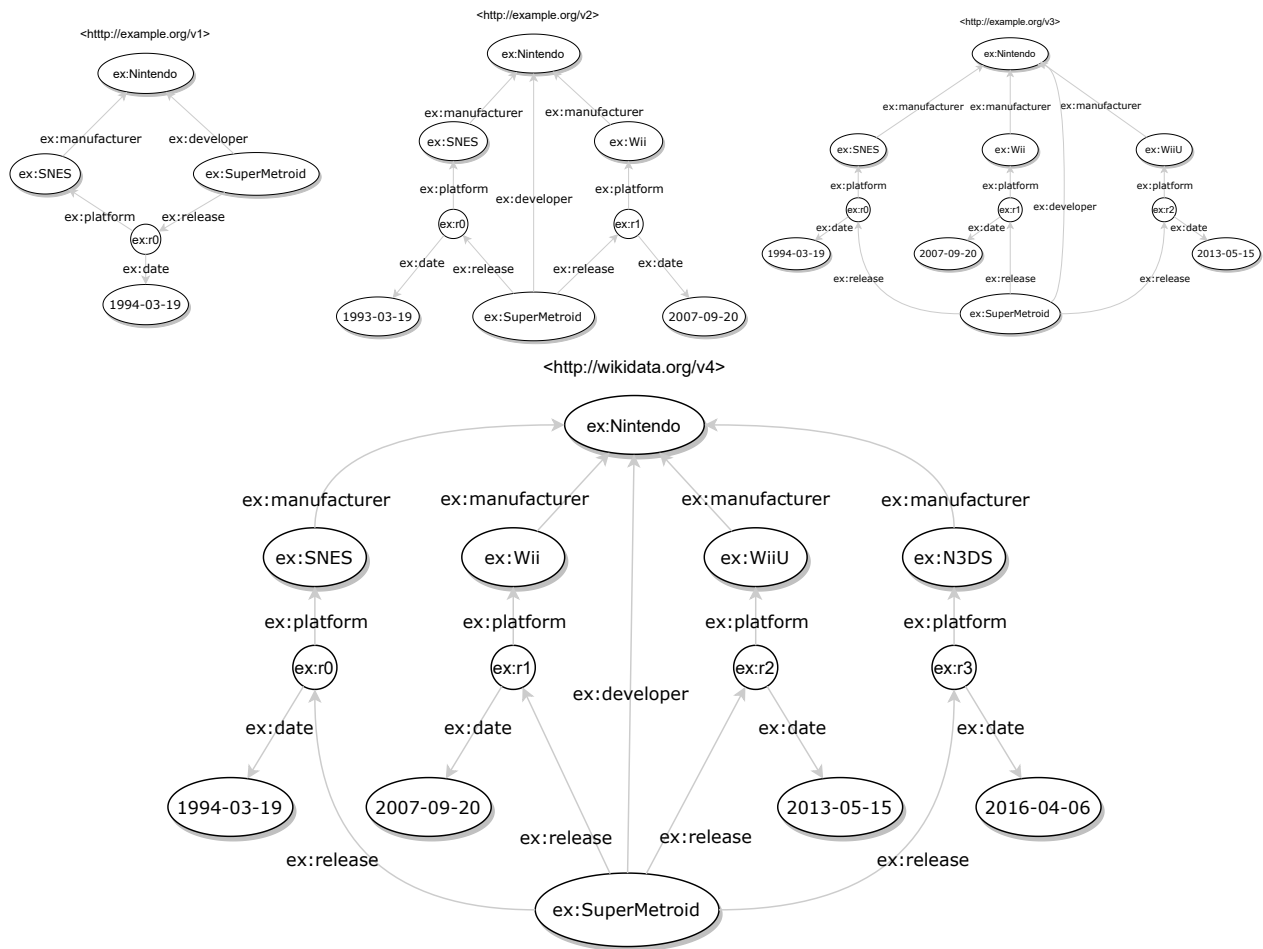 <htttp://example.org/v1>
ex:Nintendo
ex:manufacturer
ex:developer
ex:SNES
ex:SuperMetroid
ex:platform
ex:release
ex:r0
ex:date
1994-03-19
<http://example.org/v2>
ex:Nintendo
ex:manufacturer ex:manufacturer
ex:SNES ex:Wii
ex:platform ex:platform
ex:developer
ex:r0 ex:r1
ex:date ex:release ex:release ex:date
1993-03-19 ex:SuperMetroid 2007-09-20
<http://example.org/v3>
ex:Nintendo
ex:manufacturer ex:manufacturer ex:manufacturer
ex:SNES ex:Wii ex:WiiU
ex:platform ex:platform ex:platform
ex:r0 ex:r1 ex:developer ex:r2
ex:date ex:date ex:date
1994-03-19 2007-09-20 2013-05-15
ex:release ex:release ex:release
ex:SuperMetroid
<http://wikidata.org/v4>
ex:Nintendo
ex:manufacturer ex:manufacturer ex:manufacturer ex:manufacturer
ex:SNES ex:Wii ex:WiiU ex:N3DS
ex:platform ex:platform ex:platform ex:platform
ex:r0 ex:r1 ex:r2 ex:r3
ex:developer
ex:date ex:date ex:date ex:date
1994-03-19 2007-09-20 2013-05-15 2016-04-06
ex:release ex:release ex:release ex:release
ex:SuperMetroid